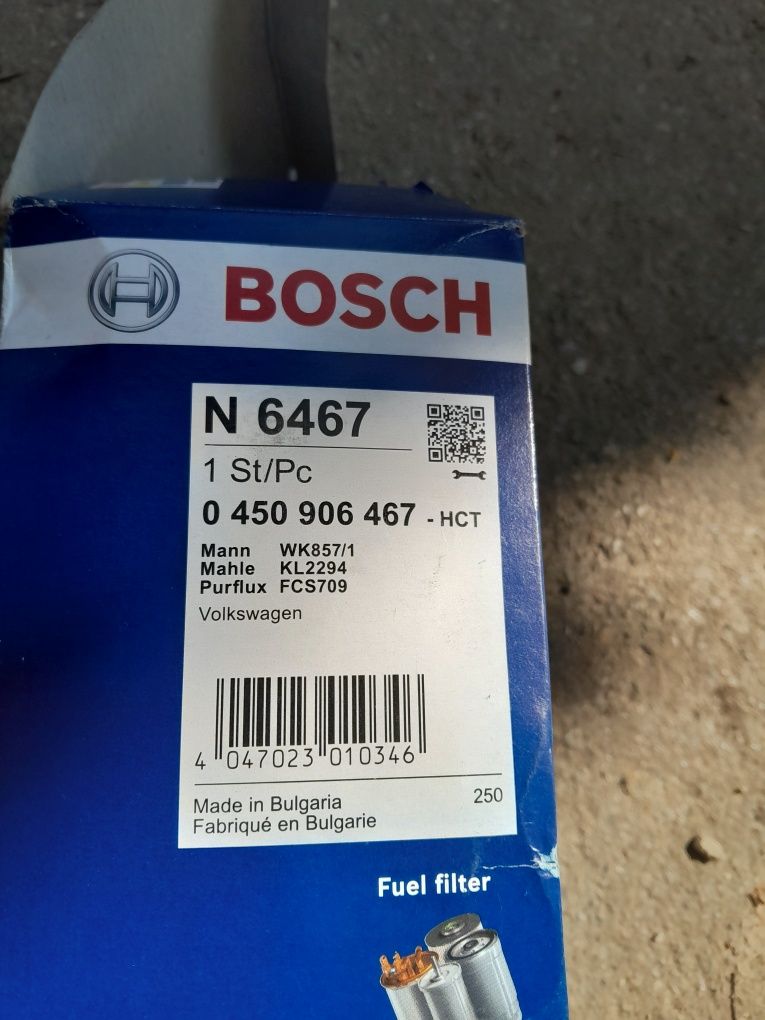 BOSCH
N 6467
1 St/Pc
0 450 906 467 - HCT
Mann WK857/1
Mahle KL2294
Purflux FCS709
Volkswagen
4 047023 010346
Made in Bulgaria 250
Fabriqué en Bulgarie
Fuel filter